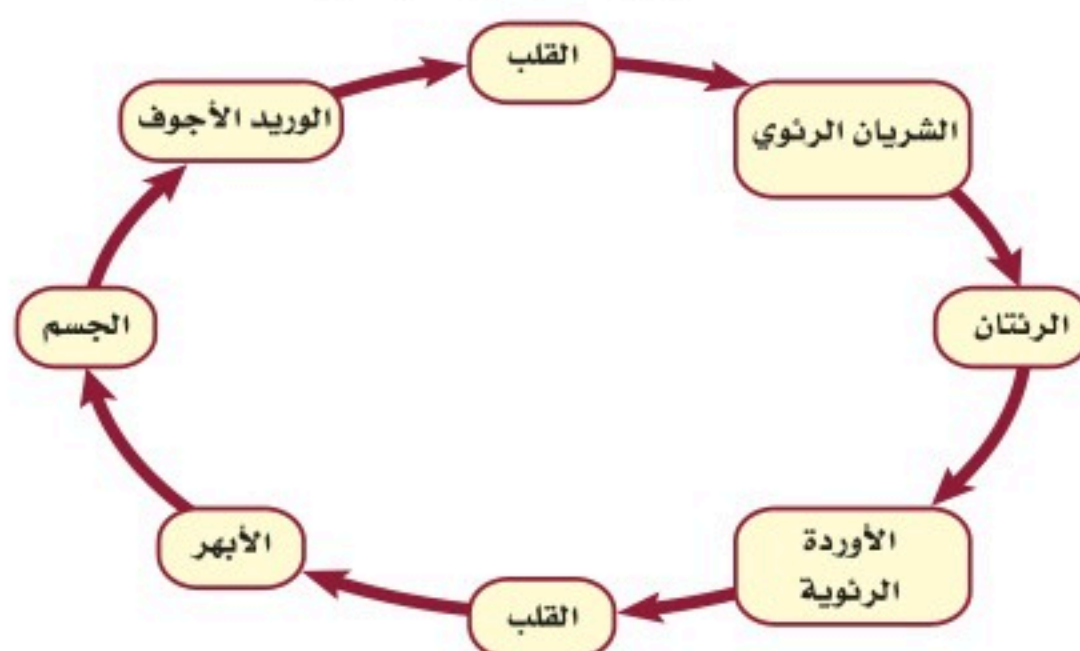 القلب
الشريان الرئوي
الرئتان
الأوردة
الرئوية
القلب
الأبهر
الجسم
الوريد الأجوف